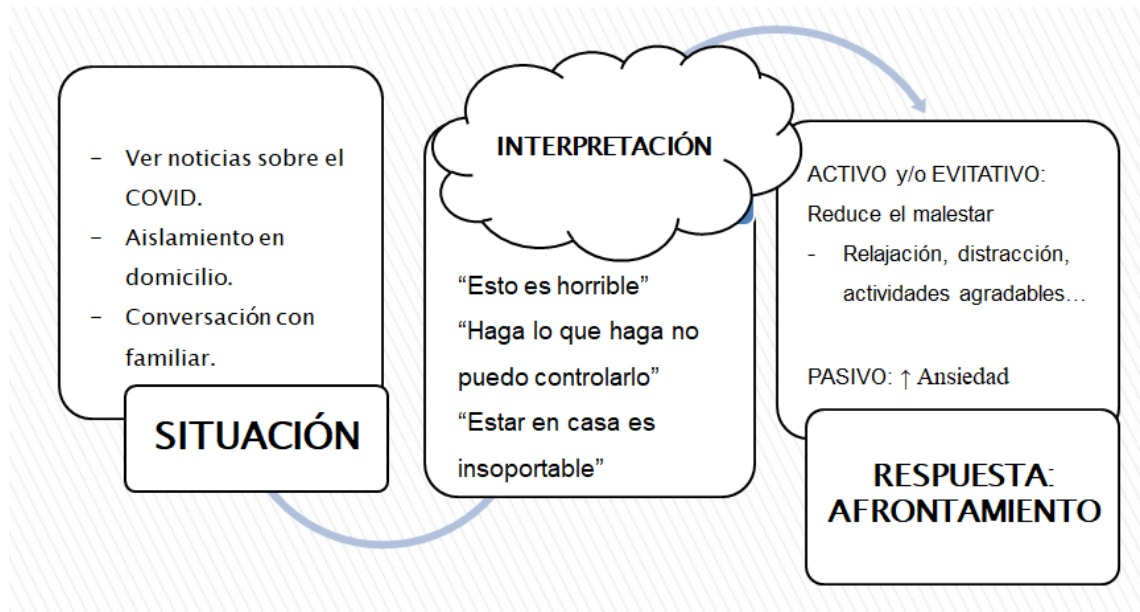 - Ver noticias sobre el
COVID.
- Aislamiento en
domicilio.
- Conversación con
familiar.
SITUACIÓN
INTERPRETACIÓN
“Esto es horrible”
“Haga lo que haga no
puedo controlarlo”
“Estar en casa es
insoportable”
ACTIVO y/o EVITATIVO:
Reduce el malestar
- Relajación, distracción,
actividades agradables…
PASIVO: ↑ Ansiedad
RESPUESTA:
AFRONTAMIENTO